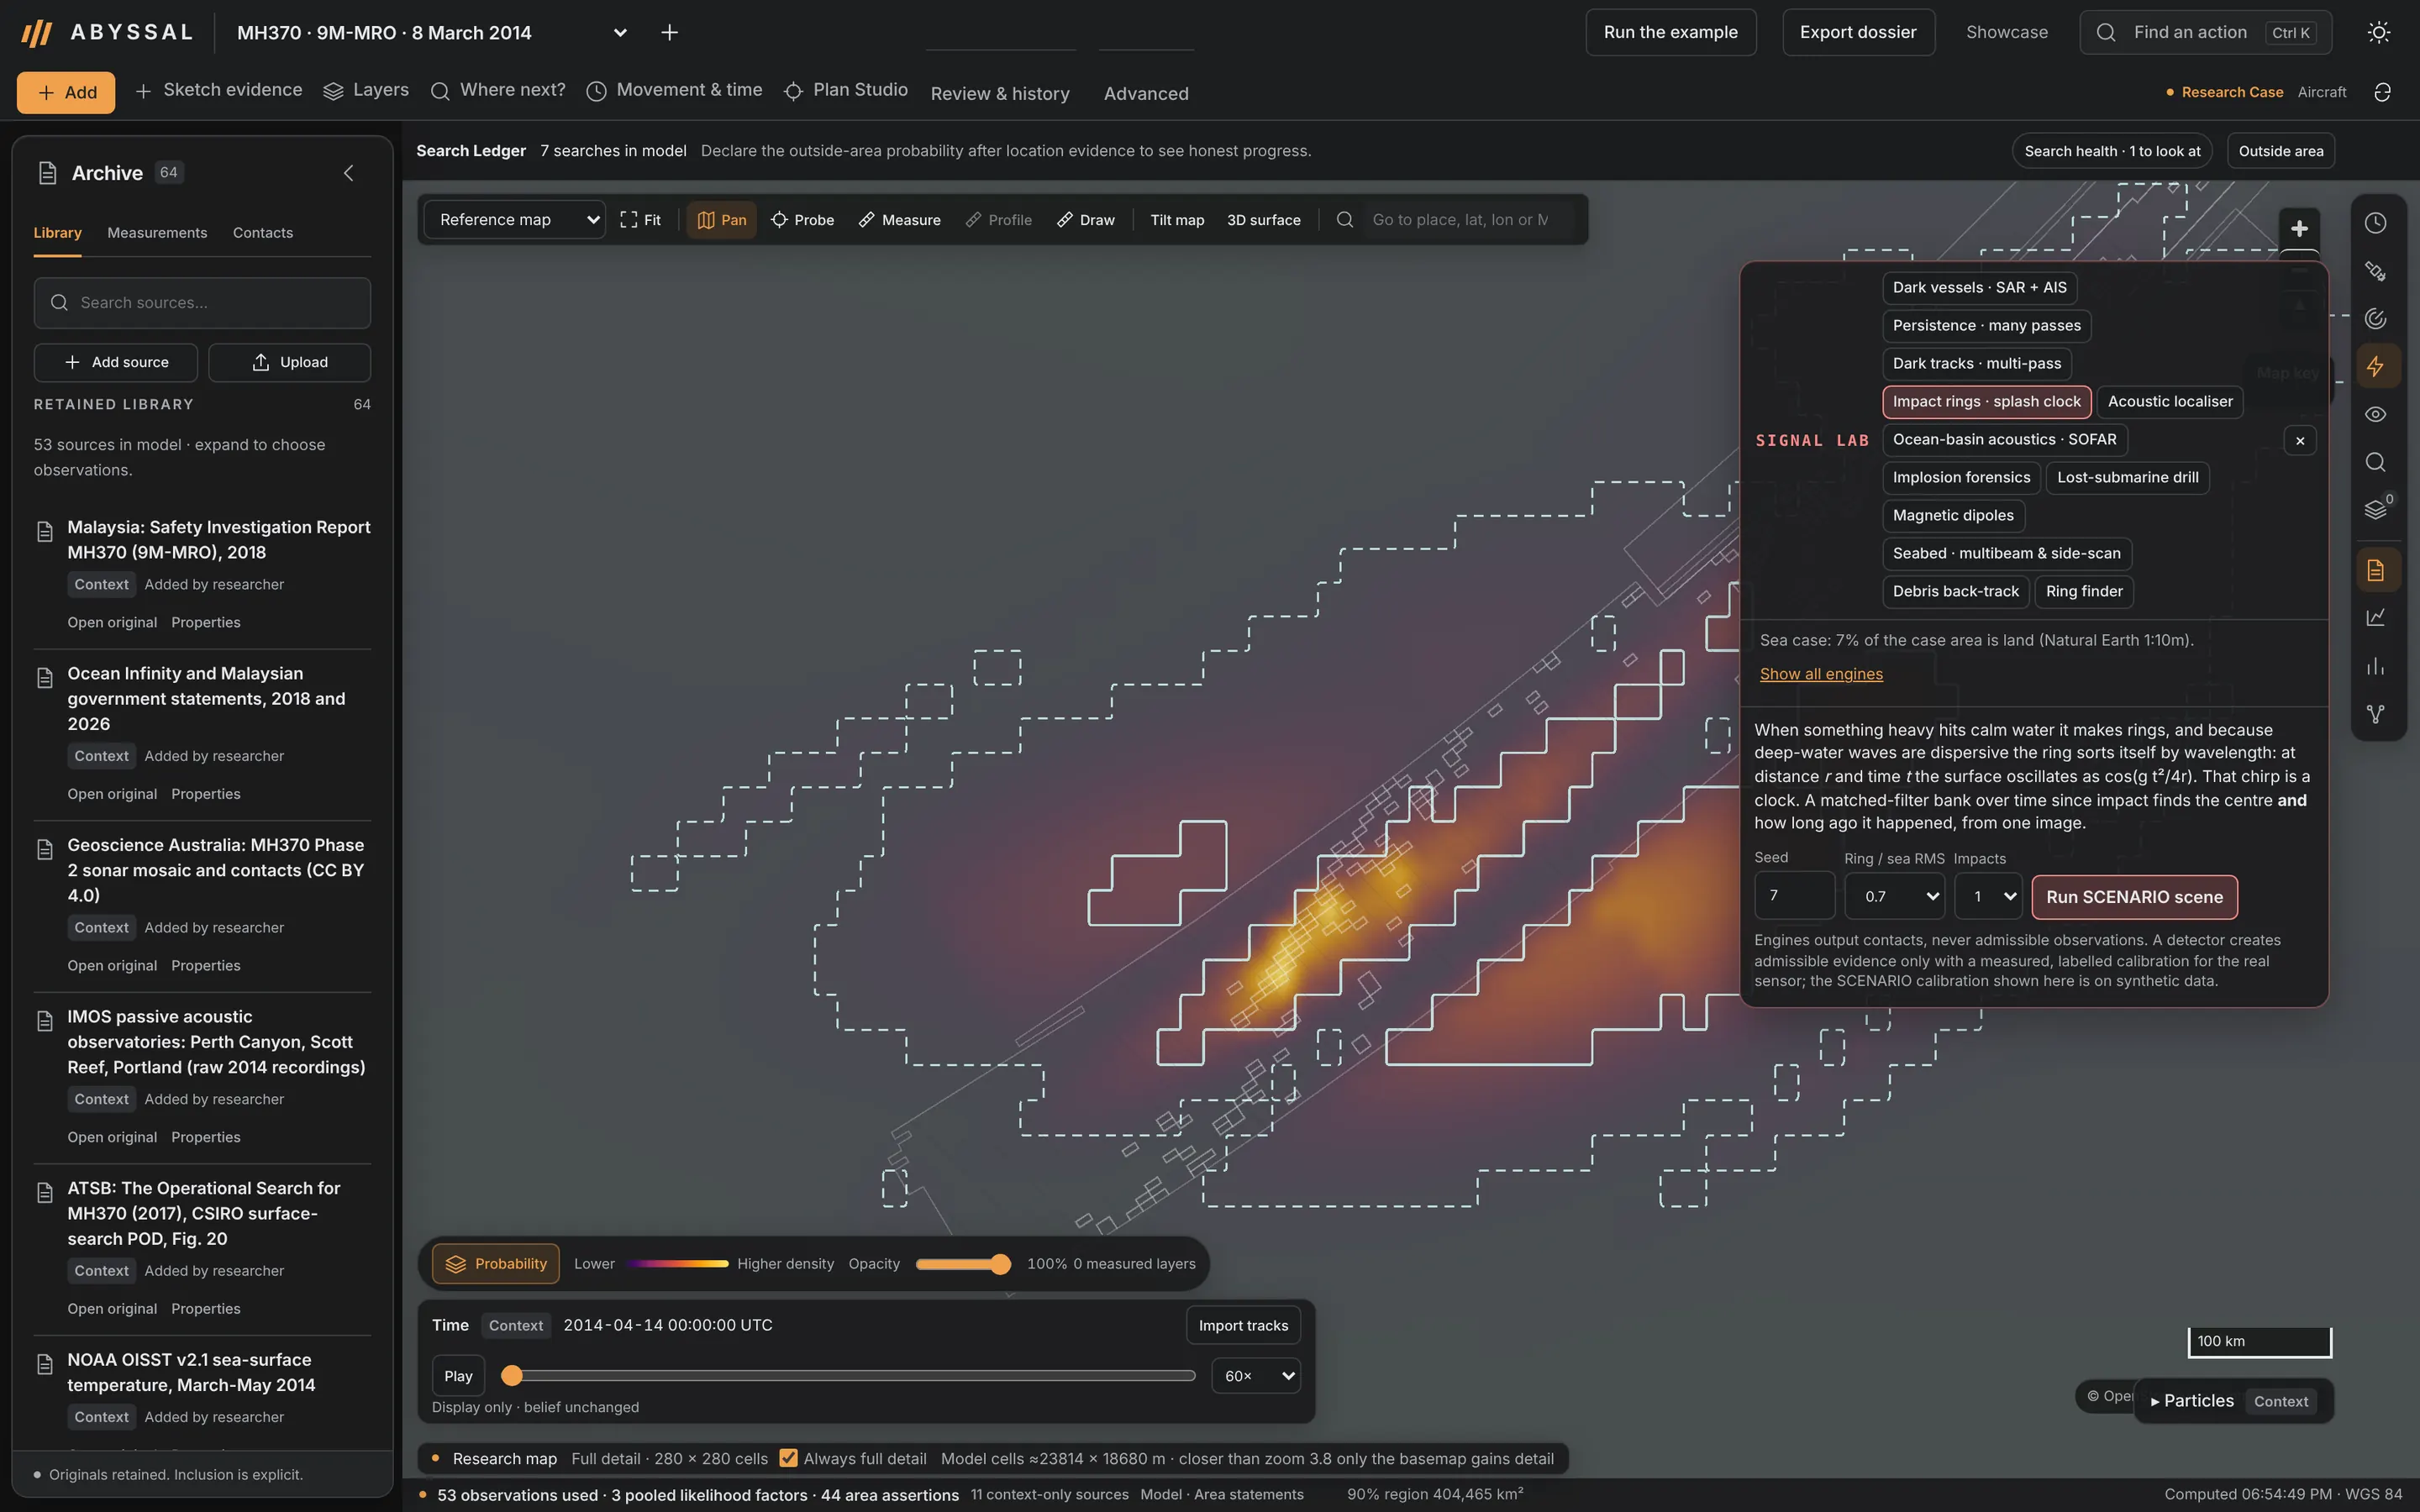 ABYSSAL
MH370 · 9M-MRO · 8 March 2014
Run the example
Export dossier
Showcase
Find an action Ctrl K
+ Add
Sketch evidence
Layers
Where next?
Movement & time
Plan Studio
Review & history
Advanced
Research Case
Aircraft
Archive 64
Library
Measurements
Contacts
Search sources...
Add source
Upload
RETAINED LIBRARY 64
53 sources in model · expand to choose
observations.
Malaysia: Safety Investigation Report
MH370 (9M-MRO), 2018
Context Added by researcher
Open original Properties
Ocean Infinity and Malaysian
government statements, 2018 and
2026
Context Added by researcher
Open original Properties
Geoscience Australia: MH370 Phase
2 sonar mosaic and contacts (CC BY
4.0)
Context Added by researcher
Open original Properties
IMOS passive acoustic
observatories: Perth Canyon, Scott
Reef, Portland (raw 2014 recordings)
Context Added by researcher
Open original Properties
ATSB: The Operational Search for
MH370 (2017), CSIRO surface-
search POD, Fig. 20
Context Added by researcher
Open original Properties
NOAA OISST v2.1 sea-surface
temperature, March-May 2014
Context Added by researcher
Originals retained. Inclusion is explicit.
Search Ledger 7 searches in model Declare the outside-area probability after location evidence to see honest progress.
Search health · 1 to look at
Outside area
Reference map
Fit
Pan
Probe
Measure
Profile
Draw
Tilt map
3D surface
Go to place, lat, lon or M
Map key
0
SIGNAL LAB
Dark vessels · SAR + AIS
Persistence · many passes
Dark tracks · multi-pass
Impact rings · splash clock
Acoustic localiser
Ocean-basin acoustics · SOFAR
×
Implosion forensics
Lost-submarine drill
Magnetic dipoles
Seabed · multibeam & side-scan
Debris back-track
Ring finder
Sea case: 7% of the case area is land (Natural Earth 1:10m).
Show all engines
When something heavy hits calm water it makes rings, and because
deep-water waves are dispersive the ring sorts itself by wavelength: at
distance r and time t the surface oscillates as cos(g t²/4r). That chirp is a
clock. A matched-filter bank over time since impact finds the centre and
how long ago it happened, from one image.
Seed Ring / sea RMS Impacts
7 0.7 1 Run SCENARIO scene
Engines output contacts, never admissible observations. A detector creates
admissible evidence only with a measured, labelled calibration for the real
sensor; the SCENARIO calibration shown here is on synthetic data.
Probability Lower Higher density Opacity 100% 0 measured layers
Time Context 2014-04-14 00:00:00 UTC Import tracks
Play 60×
Display only · belief unchanged
100 km
© Oper
▸ Particles Context
Research map Full detail · 280 × 280 cells Always full detail Model cells ≈23814 × 18680 m · closer than zoom 3.8 only the basemap gains detail
53 observations used · 3 pooled likelihood factors · 44 area assertions 11 context-only sources Model · Area statements 90% region 404,465 km²
Computed 06:54:49 PM · WGS 84